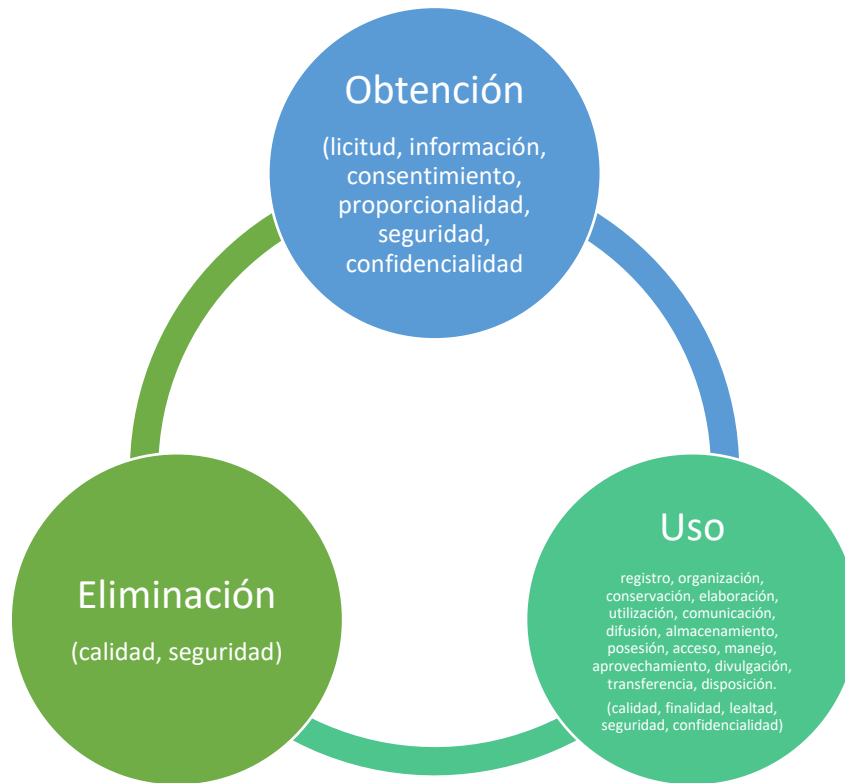 Obtención
(licitud, información,
consentimiento,
proporcionalidad,
seguridad,
confidencialidad
Uso
registro, organización,
conservación, elaboración,
utilización, comunicación,
difusión, almacenamiento,
posesión, acceso, manejo,
aprovechamiento, divulgación,
transferencia, disposición.
(calidad, finalidad, lealtad,
seguridad, confidencialidad)
Eliminación
(calidad, seguridad)